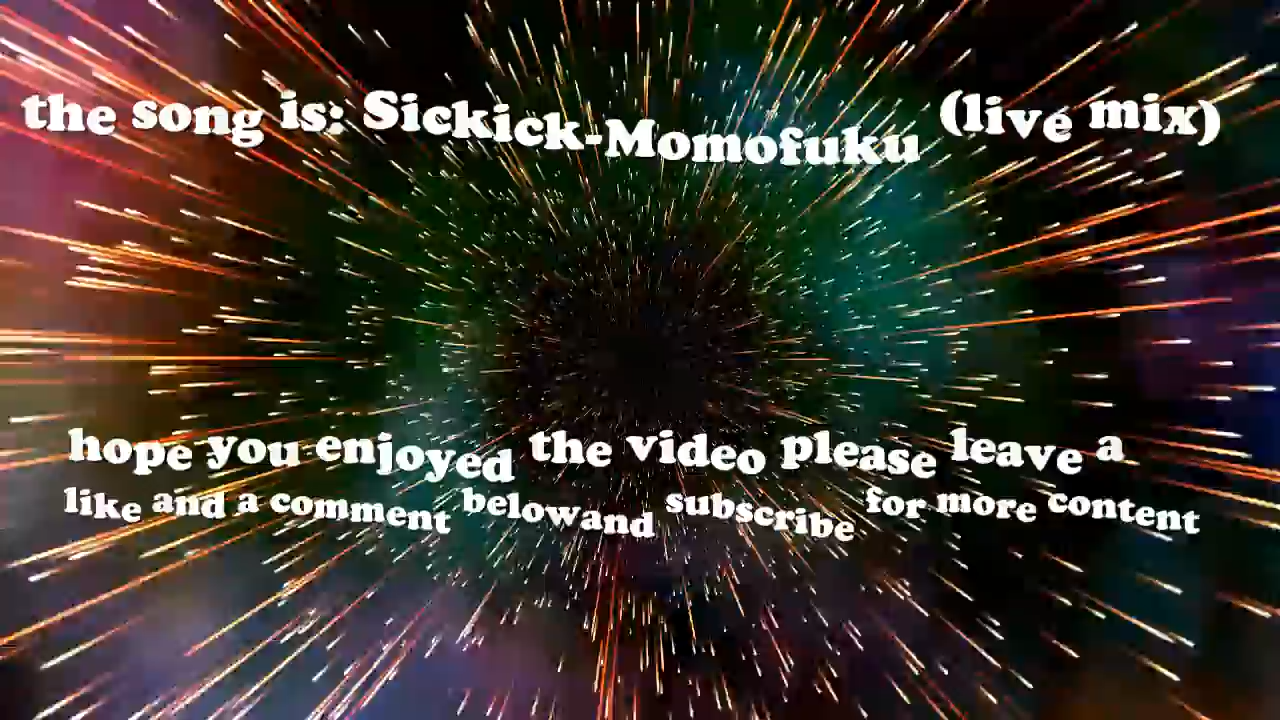 the song is: Sickick-Momofuku (live mix)
hope you enjoyed the video please leave a
like and a comment belowand subscribe for more content